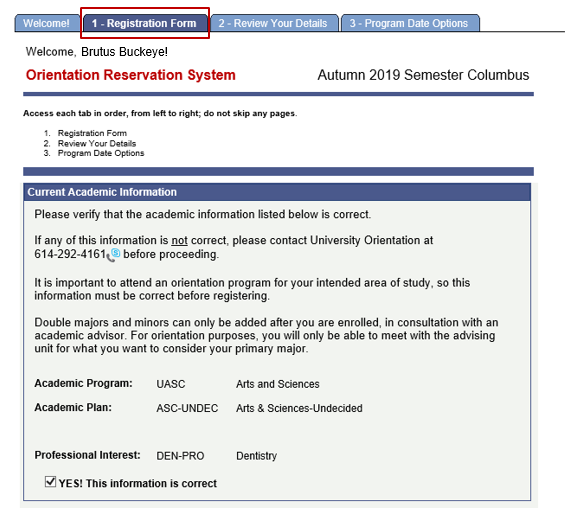 Welcome! 1 - Registration Form 2 - Review Your Details 3 - Program Date Options
Welcome, Brutus Buckeye!
Orientation Reservation System Autumn 2019 Semester Columbus
Access each tab in order, from left to right; do not skip any pages.
1. Registration Form
2. Review Your Details
3. Program Date Options
Current Academic Information
Please verify that the academic information listed below is correct.
If any of this information is not correct, please contact University Orientation at
614-292-4161 before proceeding.
It is important to attend an orientation program for your intended area of study, so this
information must be correct before registering.
Double majors and minors can only be added after you are enrolled, in consultation with an
academic advisor. For orientation purposes, you will only be able to meet with the advising
unit for what you want to consider your primary major.
Academic Program: UASC Arts and Sciences
Academic Plan: ASC-UNDEC Arts & Sciences-Undecided
Professional Interest: DEN-PRO Dentistry
YES! This information is correct